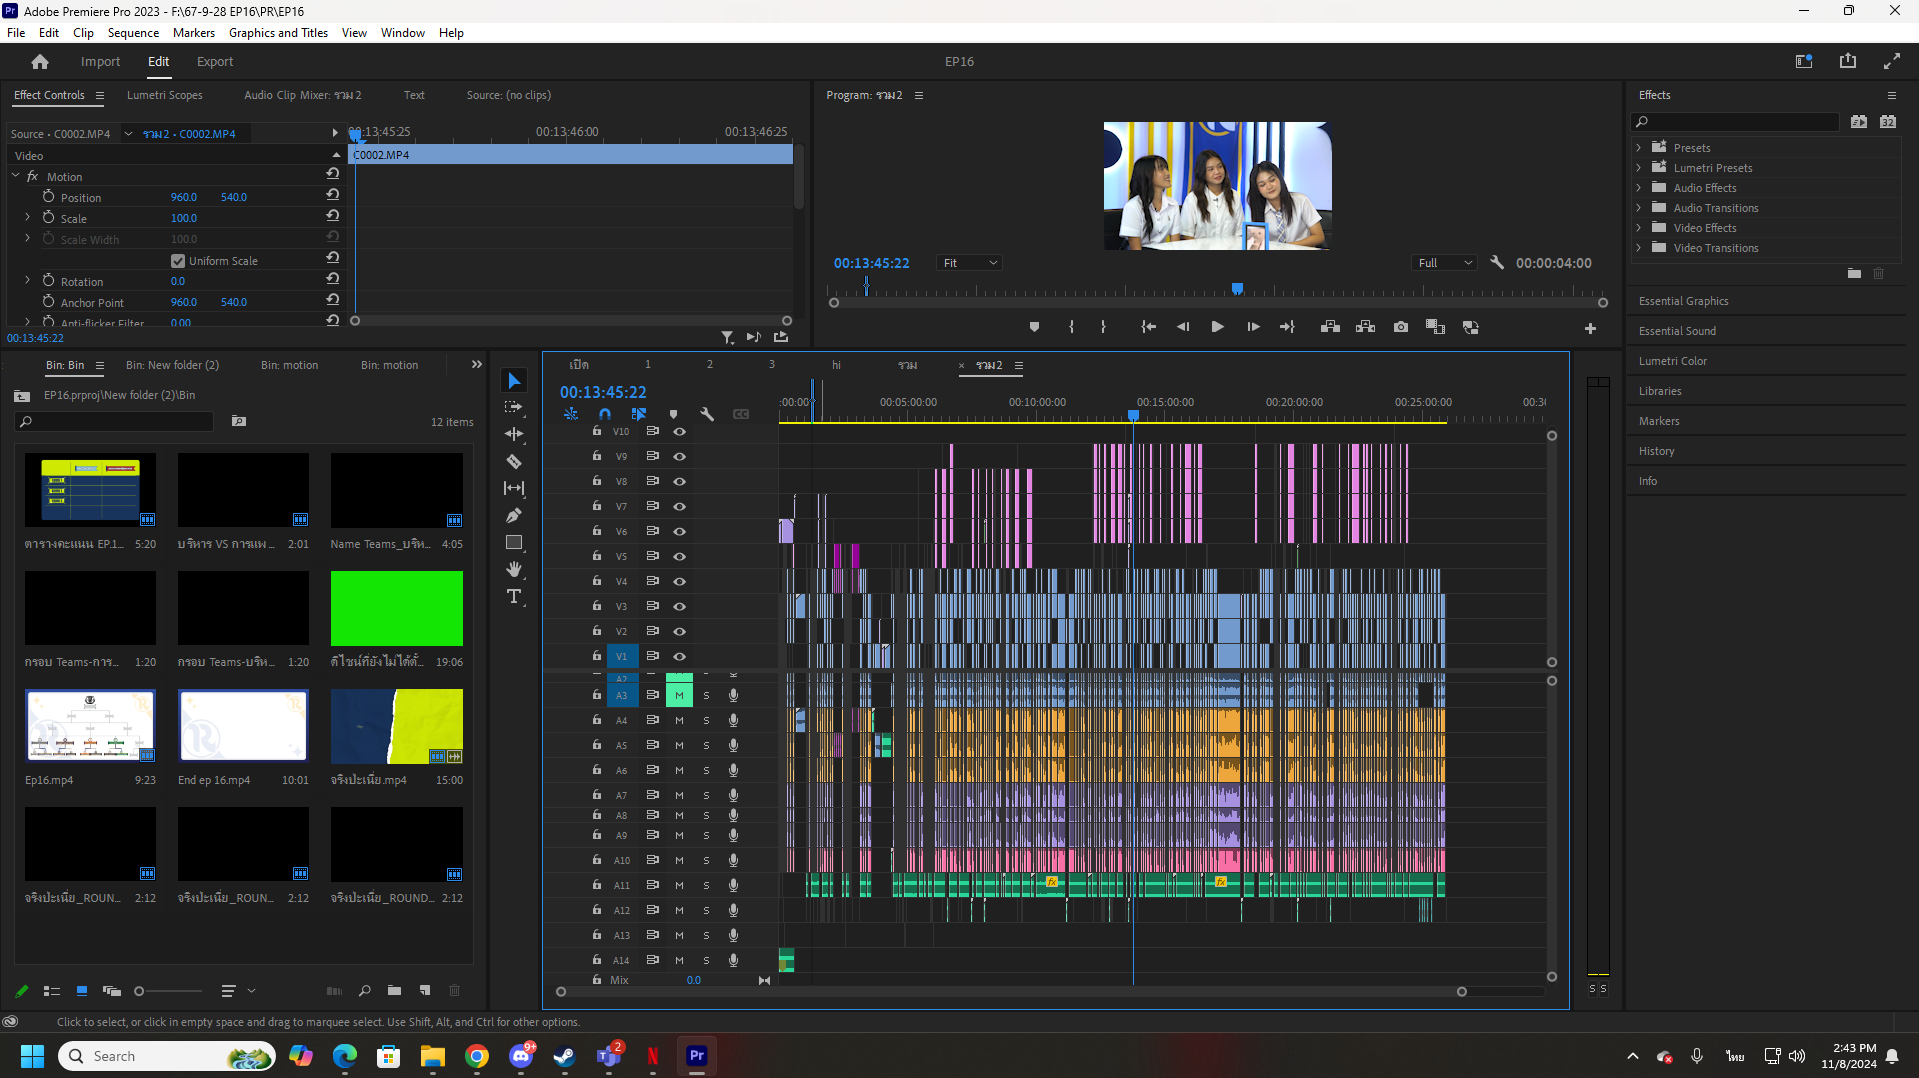 Adobe Premiere Pro 2023 - F:\67-9-28 EP16\PR\EP16
File Edit Clip Sequence Markers Graphics and Titles View Window Help
Import Edit Export EP16
Effect Controls Lumetri Scopes Audio Clip Mixer: รวม2 Text Source: (no clips)
Source • C0002.MP4 รวม2 • C0002.MP4 00:13:45:25 00:13:46:00 00:13:46:25
Video C0002.MP4
fx Motion
Position 960.0 540.0
Scale 100.0
Scale Width 100.0
Uniform Scale
Rotation 0.0
Anchor Point 960.0 540.0
Anti-flicker Filter 0.00
00:13:45:22
Program: รวม2
00:13:45:22 Fit Full 00:00:04:00
Effects
32
Presets
Lumetri Presets
Audio Effects
Audio Transitions
Video Effects
Video Transitions
Essential Graphics
Essential Sound
Lumetri Color
Libraries
Markers
History
Info
Bin: Bin Bin: New folder (2) Bin: motion Bin: motion
EP16.prproj\New folder (2)\Bin
12 items
ตารางคะแนน EP.1... 5:20
บริหาร VS การแพ... 2:01
Name Teams_บริห... 4:05
กรอบ Teams-การ... 1:20
กรอบ Teams-บริห... 1:20
ดีไซน์ที่ยังไม่ได้ตั้... 19:06
Ep16.mp4 9:23
End ep 16.mp4 10:01
จริงป่ะเนี่ย.mp4 15:00
จริงป่ะเนี่ย_ROUN... 2:12
จริงป่ะเนี่ย_ROUN... 2:12
จริงป่ะเนี่ย_ROUND... 2:12
เปิด 1 2 3 hi รวม รวม2
00:13:45:22
:00:00 00:05:00:00 00:10:00:00 00:15:00:00 00:20:00:00 00:25:00:00 00:30
V10
V9
V8
V7
V6
V5
V4
V3
V2
V1
A2
A3 M S
A4 M S
A5 M S
A6 M S
A7 M S
A8 M S
A9 M S
A10 M S
A11 M S fx fx
A12 M S
A13 M S
A14 M S
Mix 0.0
S S
Click to select, or click in empty space and drag to marquee select. Use Shift, Alt, and Ctrl for other options.
Search 9+ 2 N Pr ไทย
2:43 PM
11/8/2024